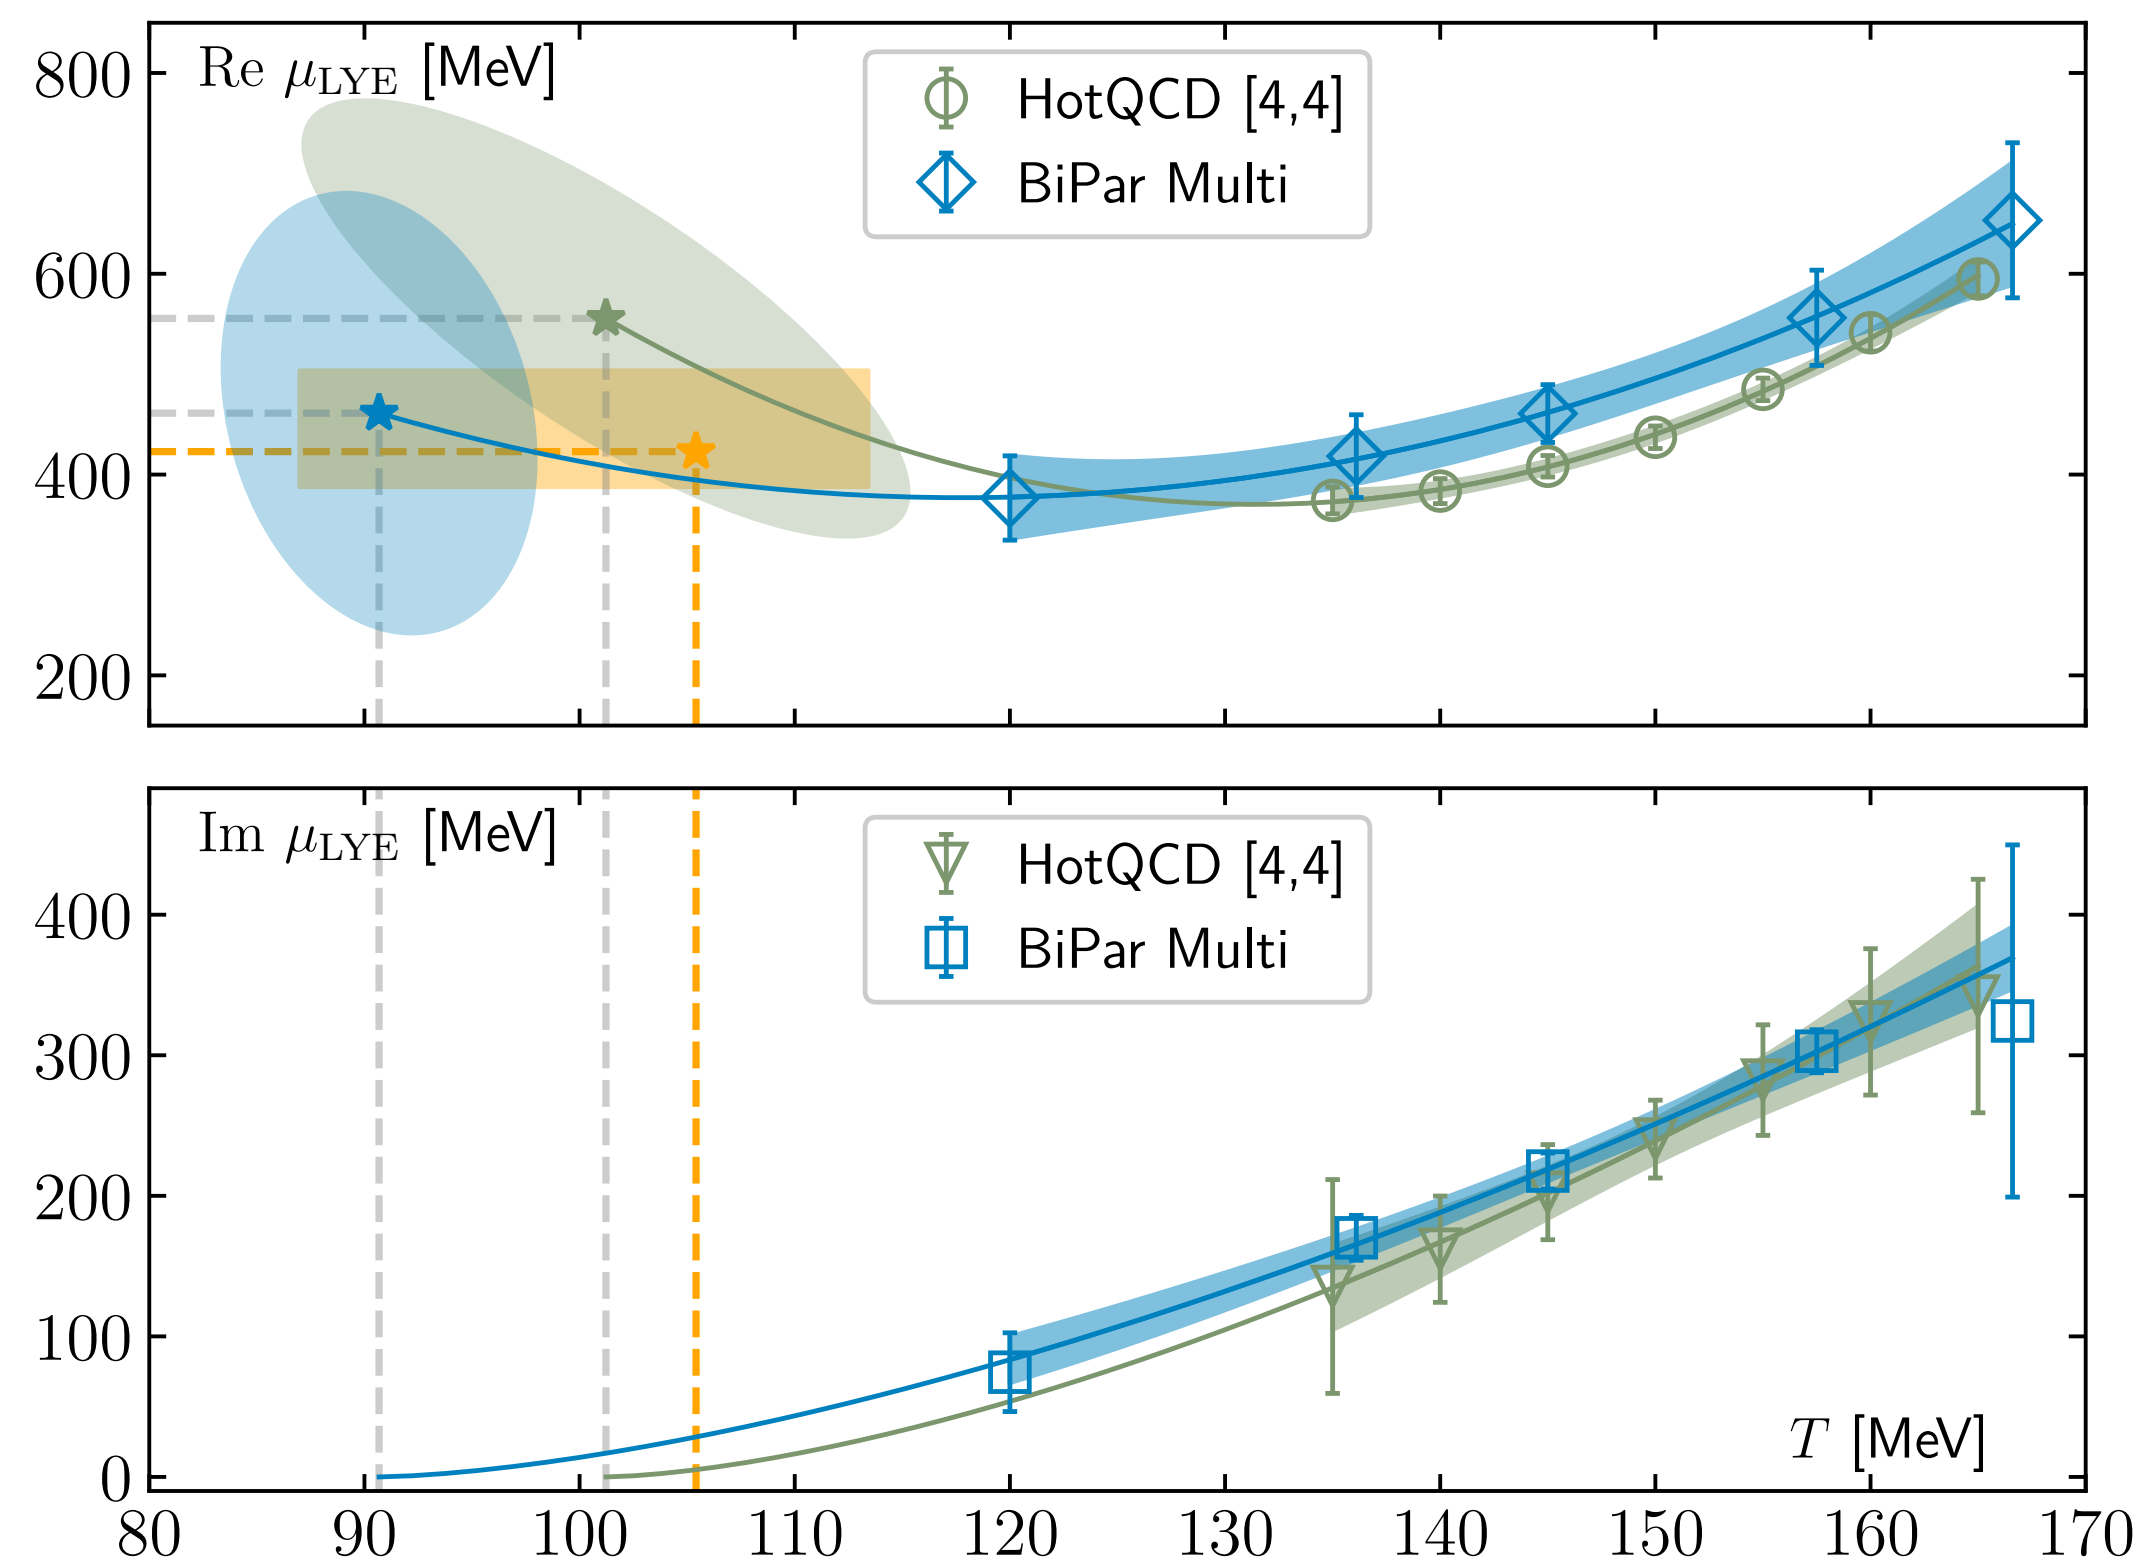 Re μLYE [MeV]
HotQCD [4,4]
BiPar Multi
800
600
400
200
Im μLYE [MeV]
HotQCD [4,4]
BiPar Multi
400
300
200
100
0
T [MeV]
80 90 100 110 120 130 140 150 160 170